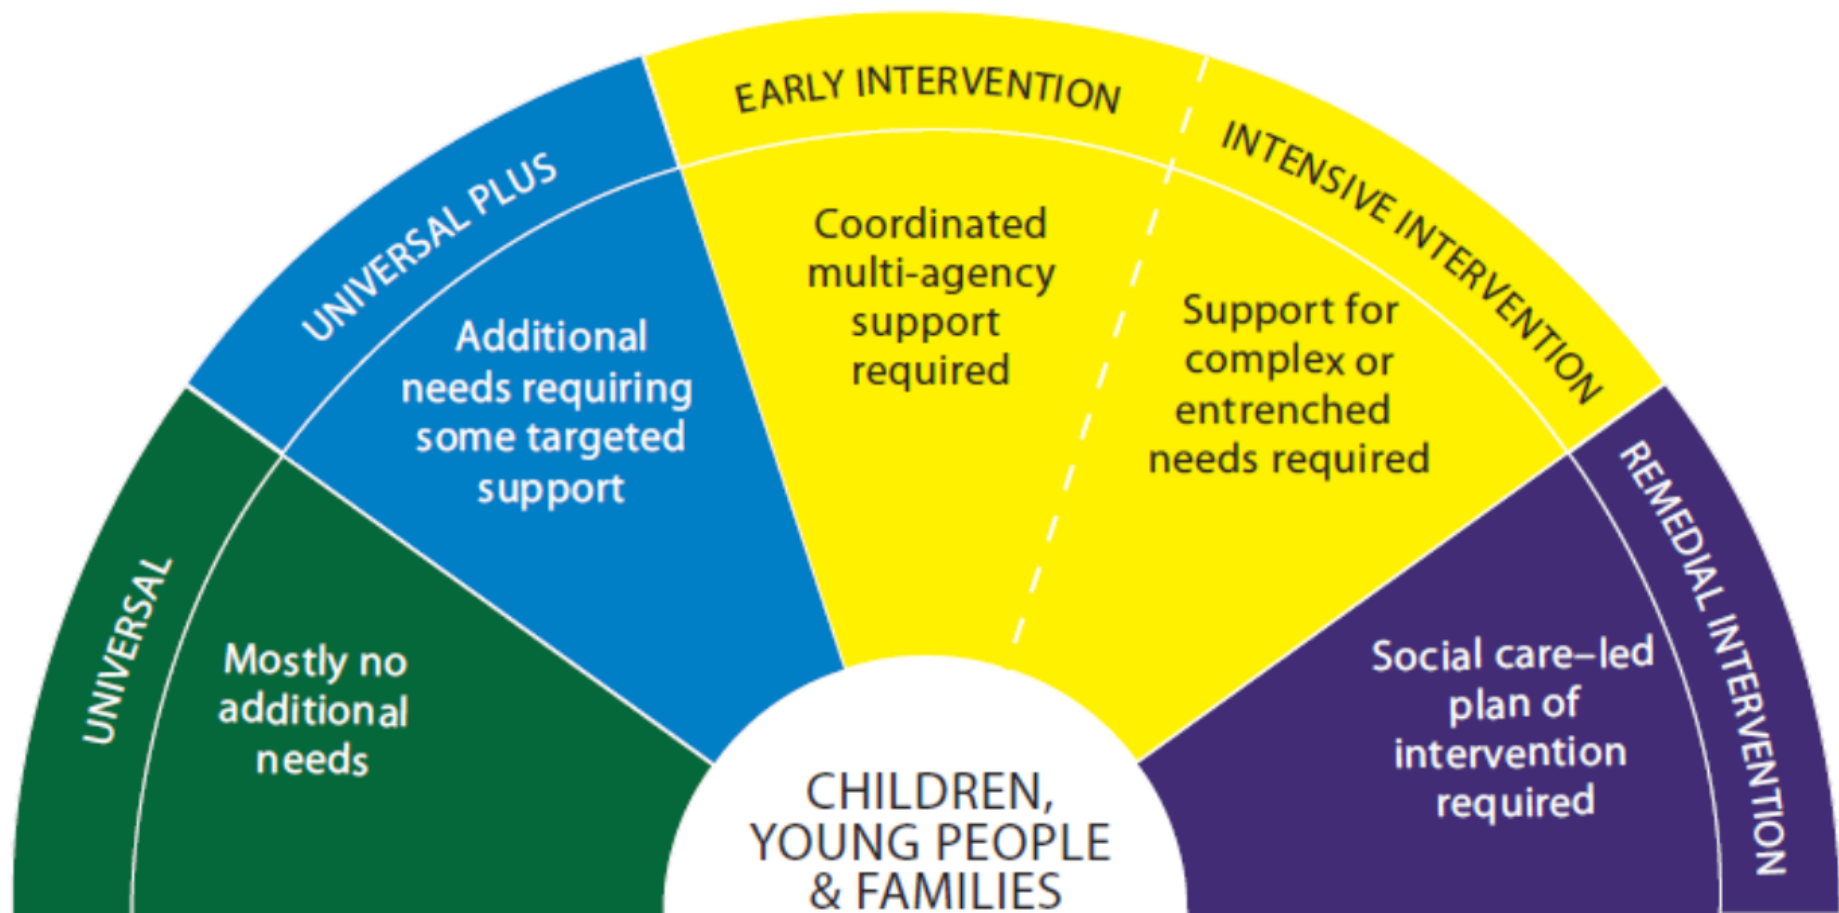 UNIVERSAL
Mostly no
additional
needs
UNIVERSAL PLUS
Additional
needs requiring
some targeted
support
EARLY INTERVENTION
Coordinated
multi-agency
support
required
INTENSIVE INTERVENTION
Support for
complex or
entrenched
needs required
REMEDIAL INTERVENTION
Social care–led
plan of
intervention
required
CHILDREN,
YOUNG PEOPLE
& FAMILIES